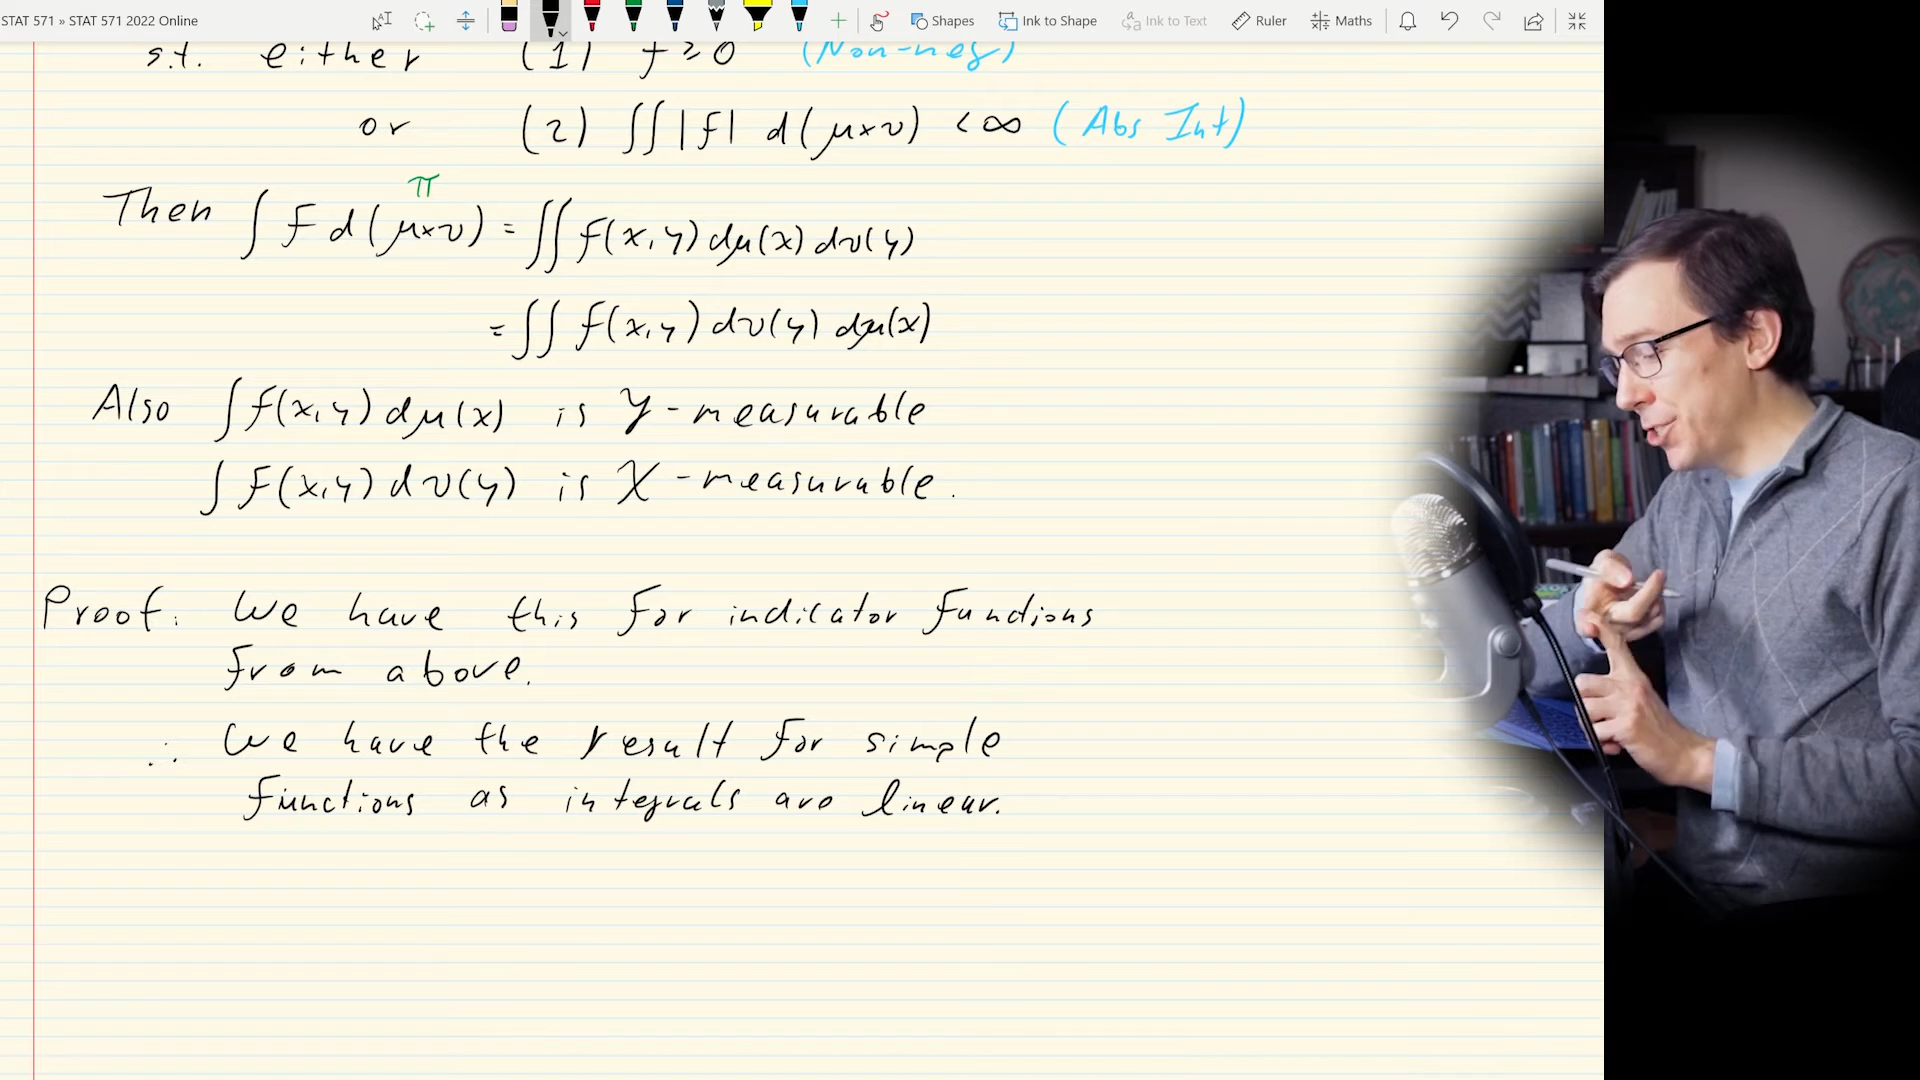 STAT 571 » STAT 571 2022 Online
Shapes Ink to Shape Ink to Text Ruler Maths
s.t. either (1) f ≥ 0 (Non-neg)
or (2) ∬ |f| d(μ×ν) < ∞ (Abs Int)
π
Then ∫ f d(μ×ν) = ∬ f(x,y) dμ(x) dν(y)
= ∬ f(x,y) dν(y) dμ(x)
Also ∫ f(x,y) dμ(x) is 𝒴-measurable
∫ f(x,y) dν(y) is 𝒳-measurable.
Proof: We have this for indicator functions
from above.
∴ we have the result for simple
functions as integrals are linear.